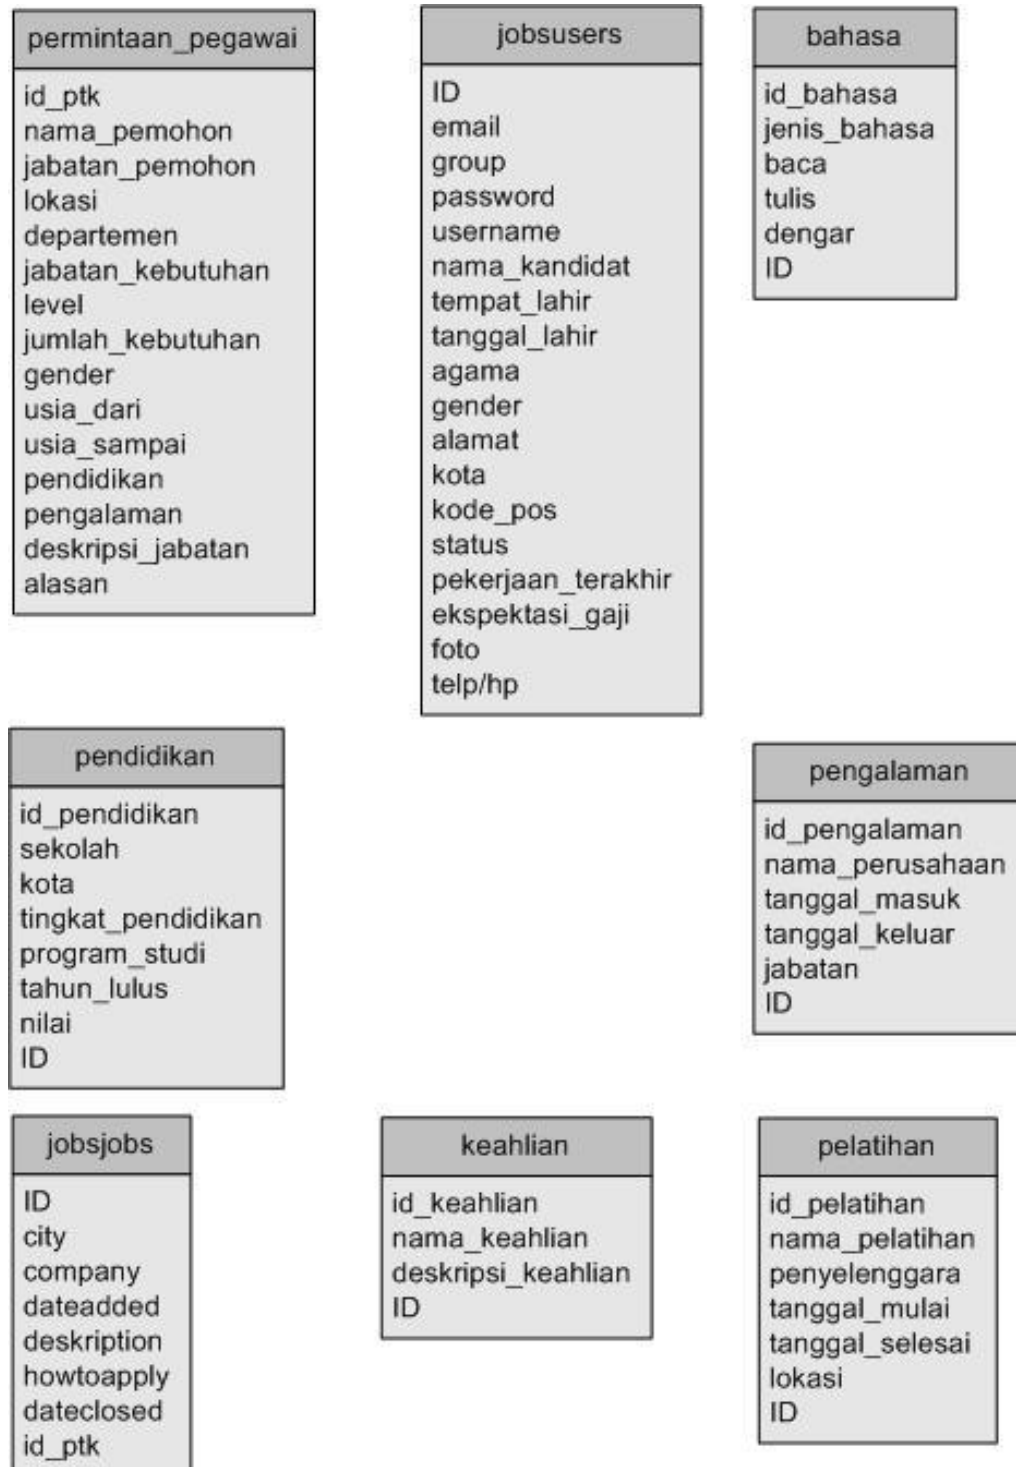 permintaan_pegawai
id_ptk
nama_pemohon
jabatan_pemohon
lokasi
departemen
jabatan_kebutuhan
level
jumlah_kebutuhan
gender
usia_dari
usia_sampai
pendidikan
pengalaman
deskripsi_jabatan
alasan
jobsusers
ID
email
group
password
username
nama_kandidat
tempat_lahir
tanggal_lahir
agama
gender
alamat
kota
kode_pos
status
pekerjaan_terakhir
ekspektasi_gaji
foto
telp/hp
bahasa
id_bahasa
jenis_bahasa
baca
tulis
dengar
ID
pendidikan
id_pendidikan
sekolah
kota
tingkat_pendidikan
program_studi
tahun_lulus
nilai
ID
pengalaman
id_pengalaman
nama_perusahaan
tanggal_masuk
tanggal_keluar
jabatan
ID
jobsjobs
ID
city
company
dateadded
deskription
howtoapply
dateclosed
id_ptk
keahlian
id_keahlian
nama_keahlian
deskripsi_keahlian
ID
pelatihan
id_pelatihan
nama_pelatihan
penyelenggara
tanggal_mulai
tanggal_selesai
lokasi
ID